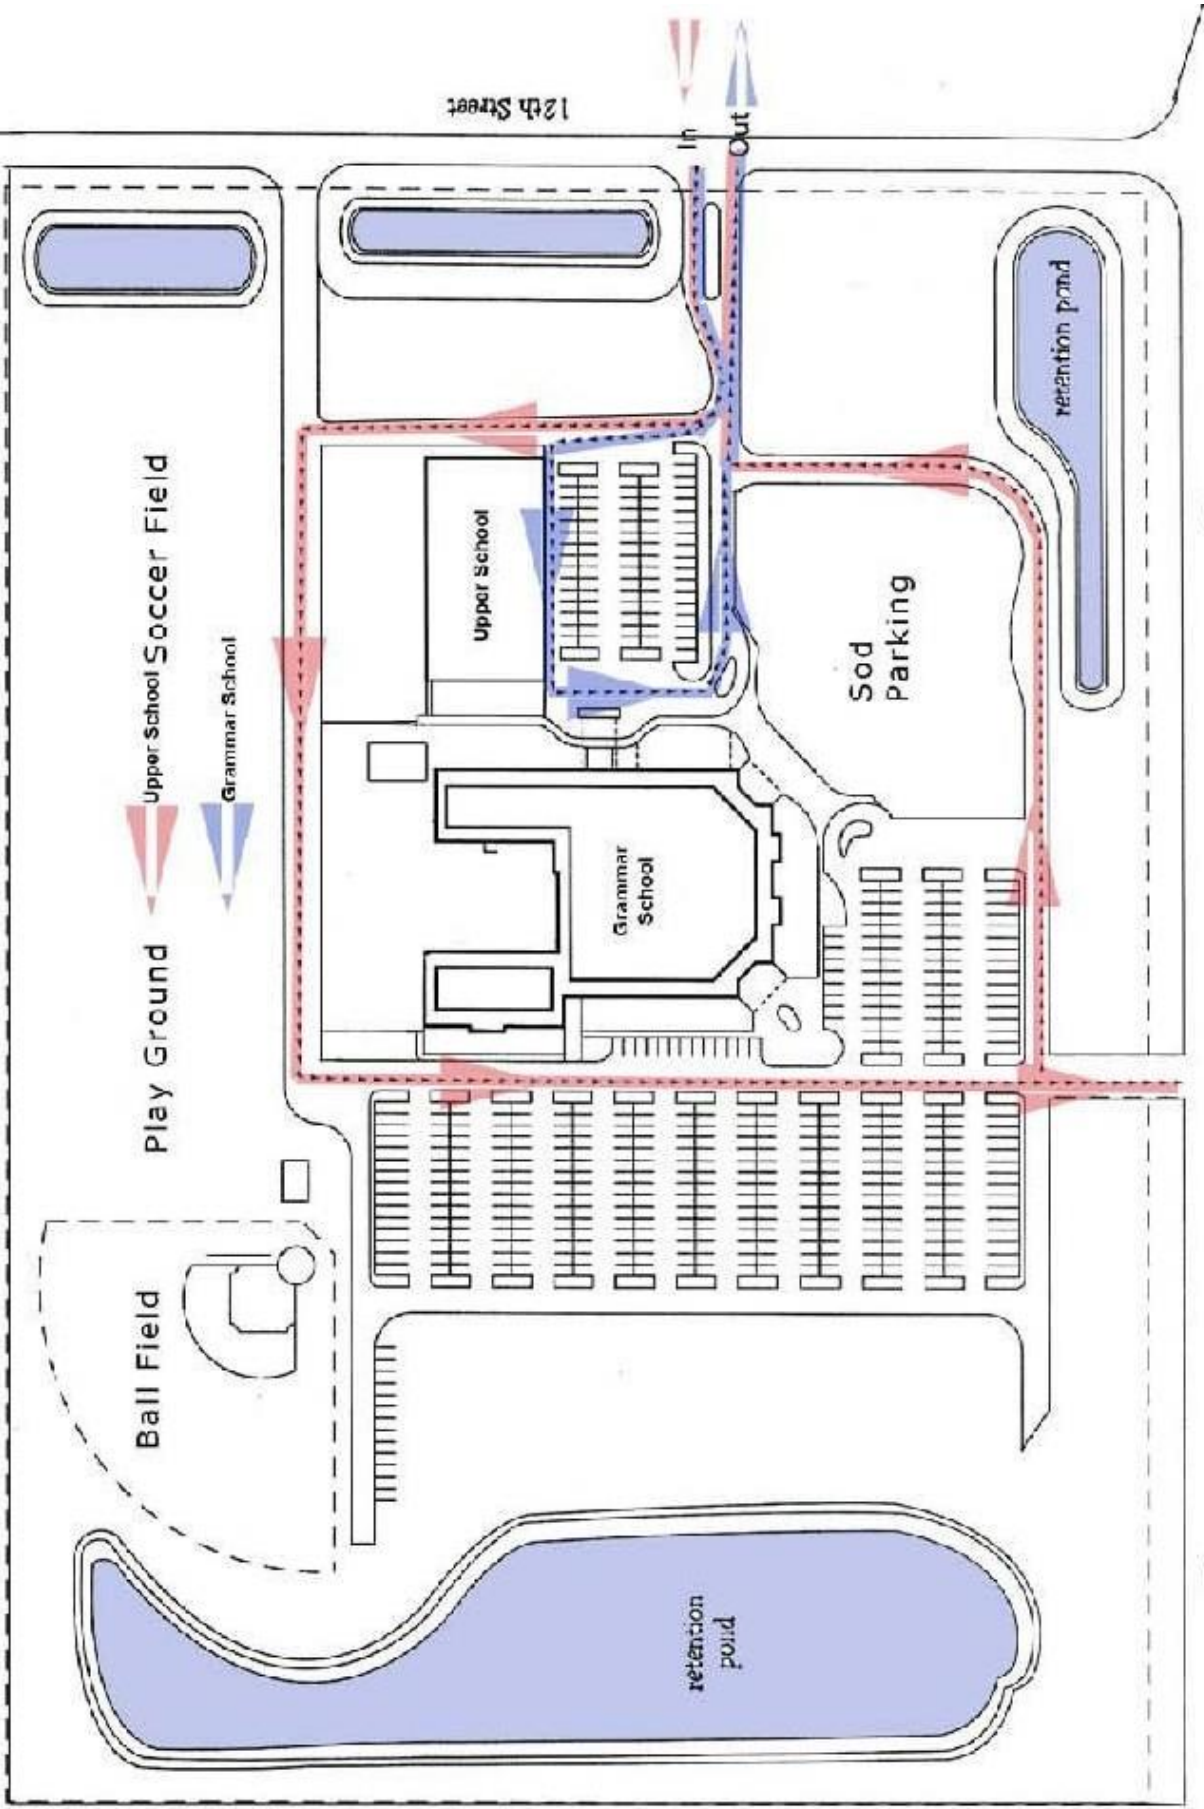 12th Street
In
Out
retention pond
Soccer Field
Upper School
Grammar School
Upper School
Sod
Parking
Grammar
School
Play Ground
Ball Field
retention
pond